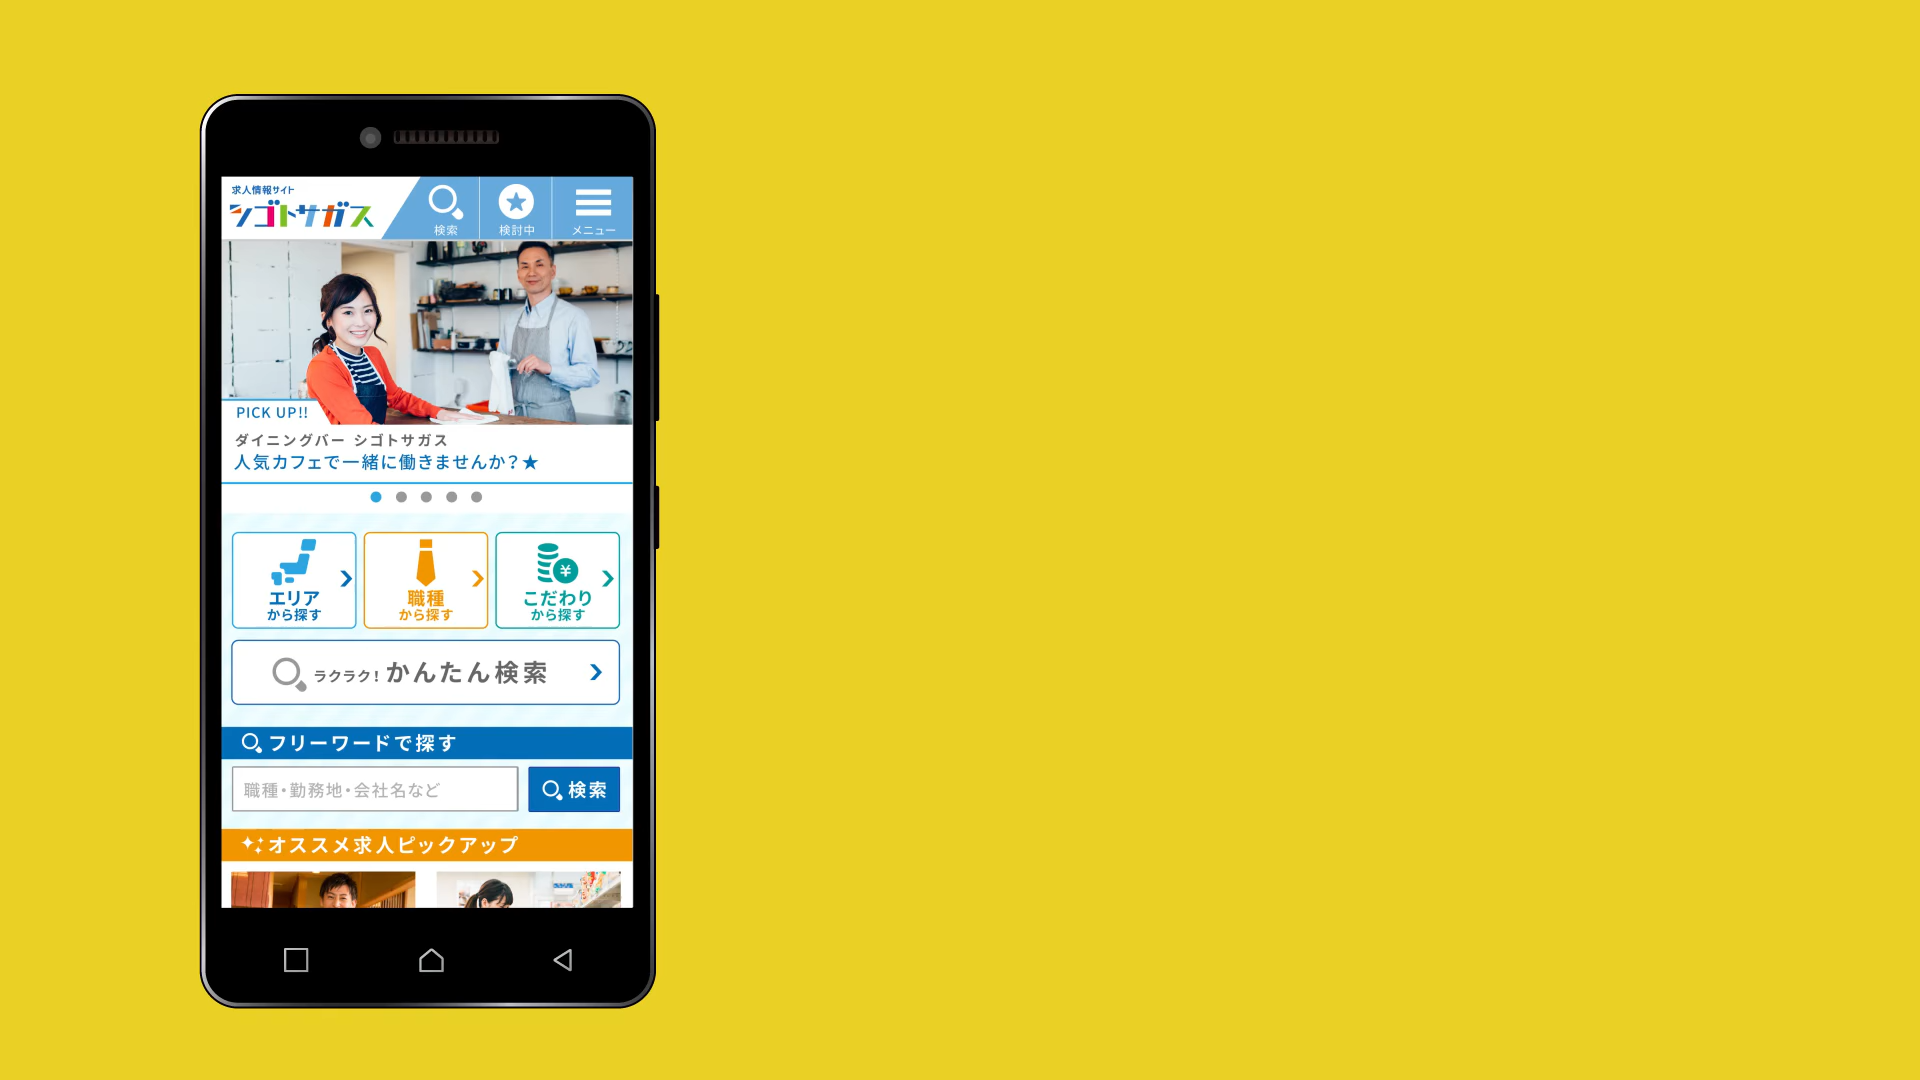 求人情報サイト
シゴトサガス
検索
検討中
メニュー
PICK UP!!
ダイニングバー シゴトサガス
人気カフェで一緒に働きませんか？★
エリア
から探す
職種
から探す
¥
こだわり
から探す
ラクラク！かんたん検索
フリーワードで探す
職種・勤務地・会社名など
検索
オススメ求人ピックアップ